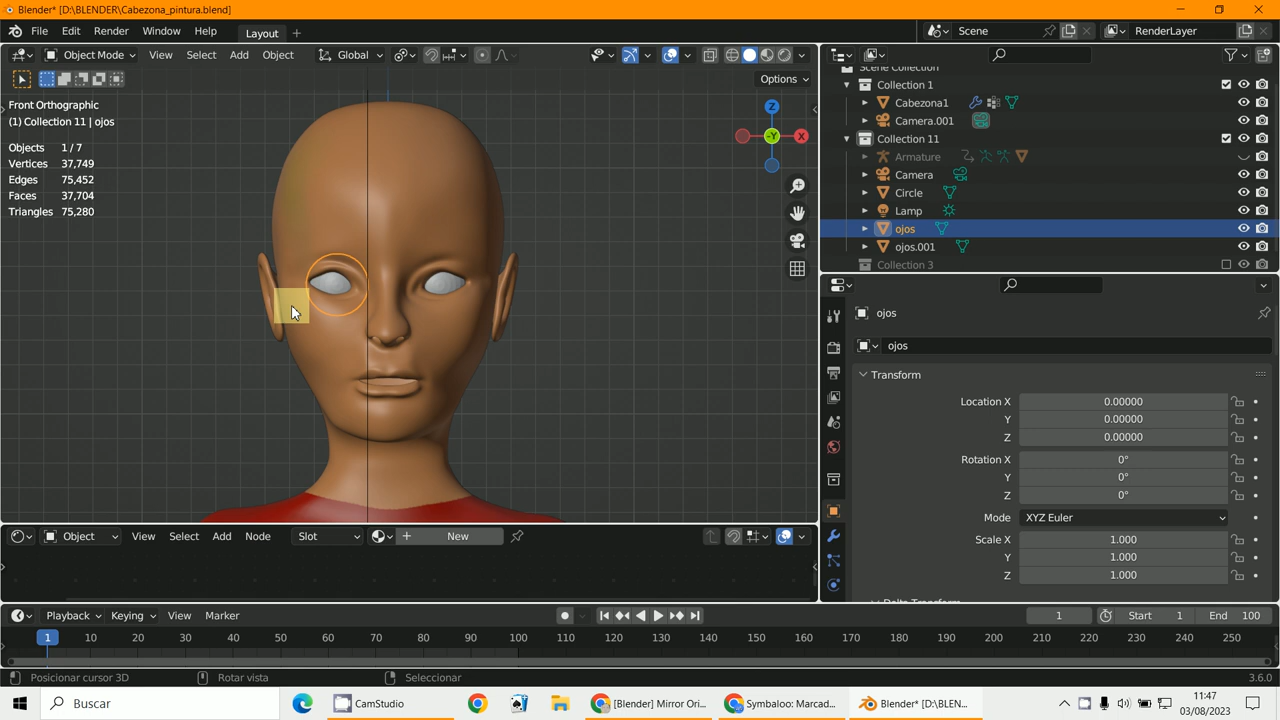 Blender* [D:\BLENDER\Cabezona_pintura.blend]
File Edit Render Window Help Layout + Scene RenderLayer
Object Mode View Select Add Object Global
Options
Front Orthographic
(1) Collection 11 | ojos
Objects 1/7
Vertices 37,749
Edges 75,452
Faces 37,704
Triangles 75,280
Z
-Y X
Scene Collection
Collection 1
Cabezona1
Camera.001
Collection 11
Armature
Camera
Circle
Lamp
ojos
ojos.001
Collection 3
ojos
ojos
Transform
Location X 0.00000
Y 0.00000
Z 0.00000
Rotation X 0°
Y 0°
Z 0°
Mode XYZ Euler
Scale X 1.000
Y 1.000
Z 1.000
Delta Transform
Object View Select Add Node Slot + New
Playback Keying View Marker 1 Start 1 End 100
1 10 20 30 40 50 60 70 80 90 100 110 120 130 140 150 160 170 180 190 200 210 220 230 240 250
Posicionar cursor 3D Rotar vista Seleccionar 3.6.0
Buscar CamStudio [Blender] Mirror Ori... Symbaloo: Marcad... Blender* [D:\BLEN... 11:47
03/08/2023